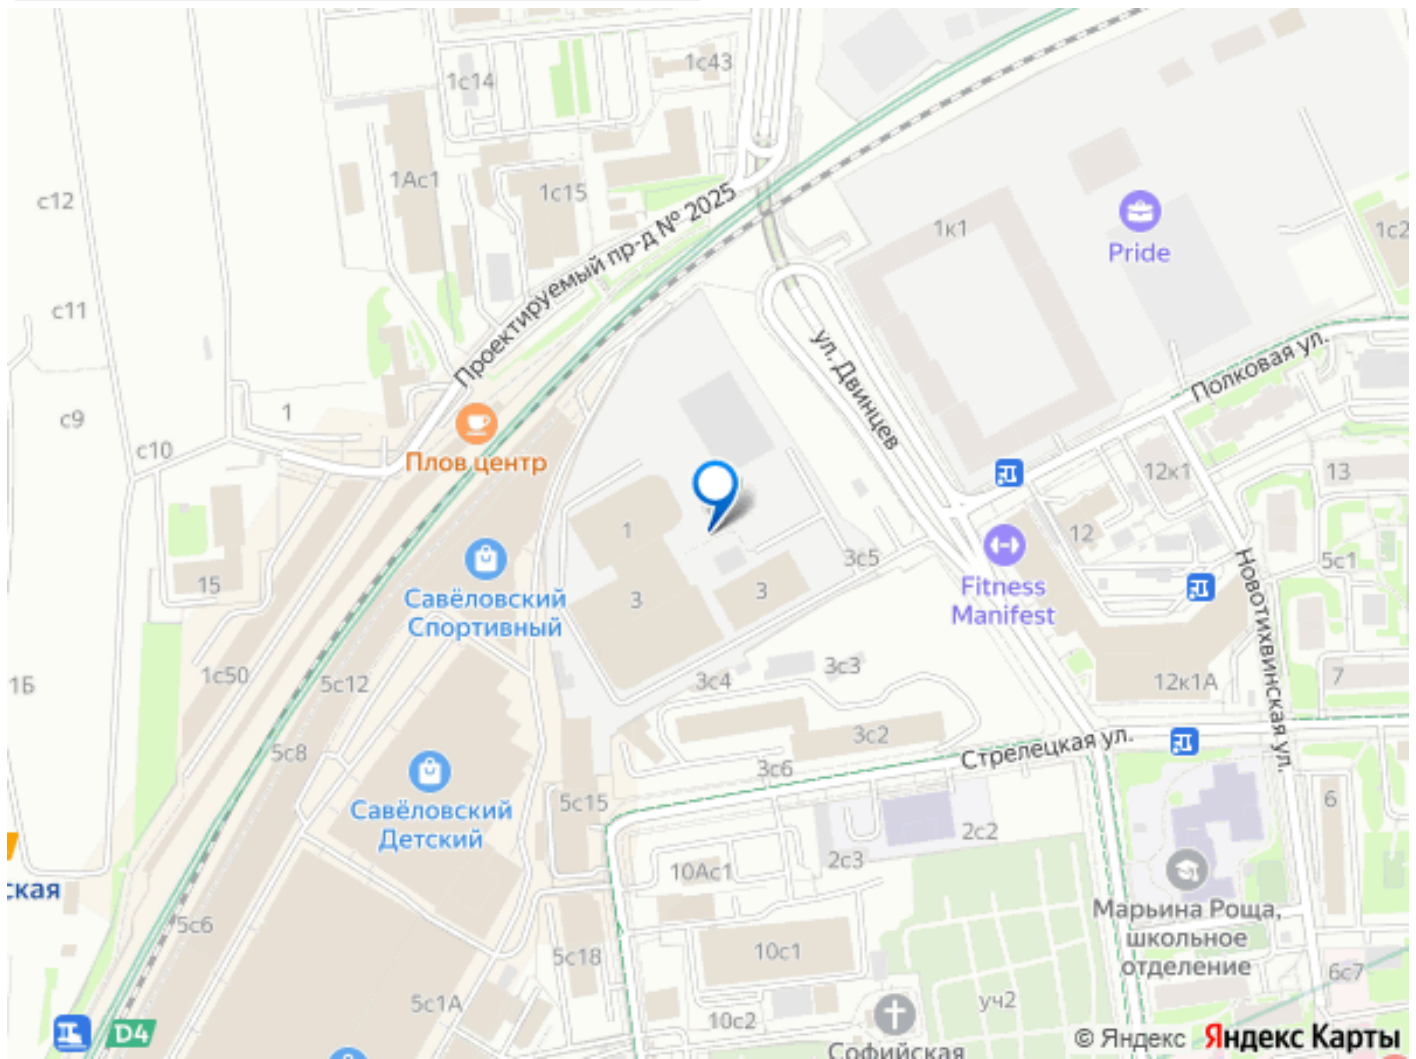 1с43
1с14
1Ас1
1с15
с12
1к1
1с2
Pride
Проектируемый пр-д № 2025
с11
ул. Двинцев
Полковая ул.
с9
1
с10
Плов центр
12к1
13
1
12
3с5
5с1
15
3
3
Савёловский
Спортивный
Fitness
Manifest
Новотихвинская ул.
1Б
1с50
5с12
3с4
3с3
12к1А
7
5с8
3с2
Стрелецкая ул.
3с6
Савёловский
Детский
5с15
2с2
6
10Ас1
2с3
ская
5с6
Марьина Роща,
школьное
отделение
5с18
10с1
6с7
5с1А
уч2
D4
10с2
Софийская
© Яндекс Яндекс Карты